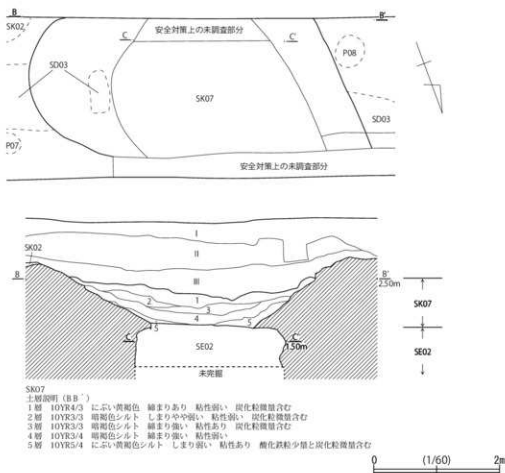 B
B'
SK02
安全対策上の未調査部分
C
C'
P08
SD03
SK07
SD03
P07
安全対策上の未調査部分
I
II
SK02
III
B
B'
2.50m
1
2
3
4
5
5
SK07
C
C'
1.50m
SE02
SE02
未完掘
SK07
土層説明（BB´）
1層 10YR4/3 にぶい黄褐色 締まりあり 粘性弱い 炭化粒微量含む
2層 10YR3/3 暗褐色シルト しまりやや弱い 粘性弱い 炭化粒微量含む
3層 10YR3/3 暗褐色シルト 締まり強い 粘性あり 炭化粒微量含む
4層 10YR3/4 暗褐色シルト 締まり強い 粘性弱い
5層 10YR5/4 にぶい黄褐色シルト しまり弱い 粘性あり 酸化鉄粒少量と炭化粒微量含む
0 (1/60) 2m